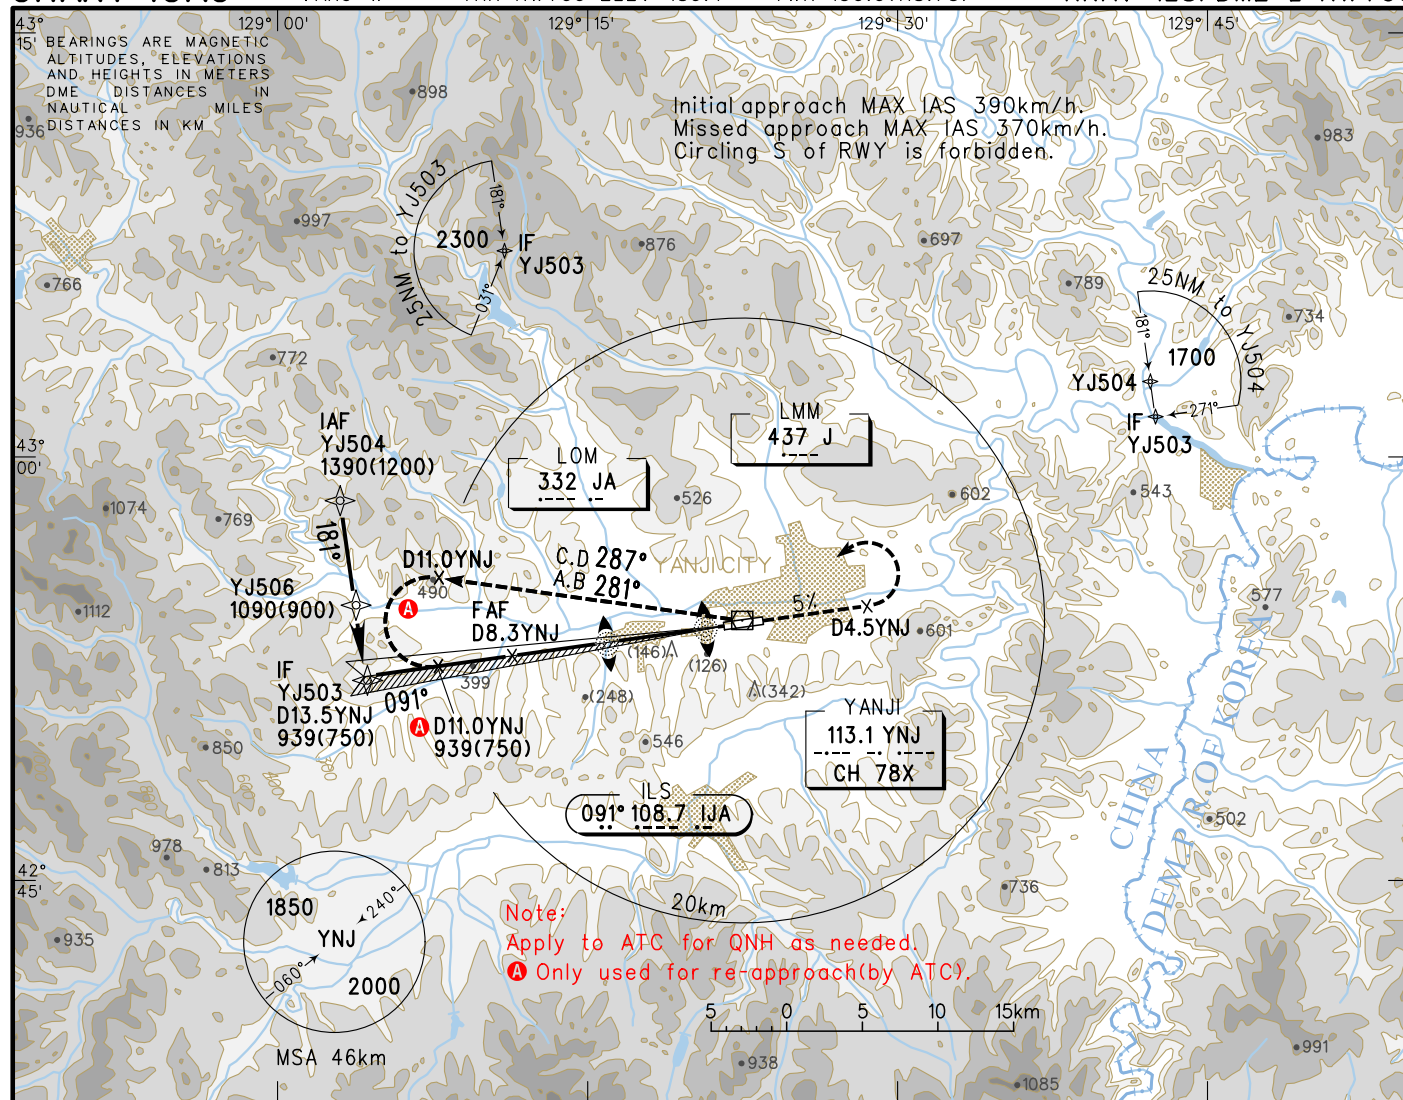 129° 00'
129° 15'
129° 30'
129° 45'
43°
15'
BEARINGS ARE MAGNETIC
ALTITUDES, ELEVATIONS
AND HEIGHTS IN METERS
DME DISTANCES IN
NAUTICAL MILES
DISTANCES IN KM
936
898
Initial approach MAX IAS 390km/h.
Missed approach MAX IAS 370km/h.
Circling S of RWY is forbidden.
983
997
25NM to YJ503
181°
2300
IF
YJ503
031°
876
697
766
789
25NM to YJ504
734
181°
1700
YJ504
271°
IF
YJ503
772
IAF
YJ504
1390(1200)
LMM
437 J
43°
00'
LOM
332 JA
526
602
543
1074
769
181°
D11.0YNJ
490
C.D 287°
A.B 281°
YANJI CITY
YJ506
1090(900)
A
FAF
D8.3YNJ
5%
D4.5YNJ
577
1112
601
(146)
(126)
IF
YJ503
D13.5YNJ
939(750)
091°
399
(248)
(342)
A D11.0YNJ
939(750)
850
600
400
800
546
YANJI
113.1 YNJ
CH 78X
CHINA
DEM.P.R.OF KOREA
ILS
091° 108.7 IJA
502
978
813
42°
45'
736
1850
240°
YNJ
060°
2000
MSA 46km
935
20km
Note:
Apply to ATC for QNH as needed.
A Only used for re-approach(by ATC).
5 0 5 10 15km
938
991
1085